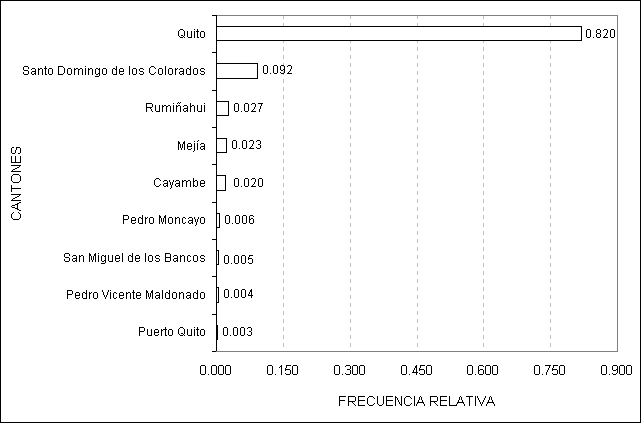 Quito 0.820
Santo Domingo de los Colorados 0.092
Rumiñahui 0.027
Mejía 0.023
Cayambe 0.020
Pedro Moncayo 0.006
San Miguel de los Bancos 0.005
Pedro Vicente Maldonado 0.004
Puerto Quito 0.003
CANTONES
0.000 0.150 0.300 0.450 0.600 0.750 0.900
FRECUENCIA RELATIVA